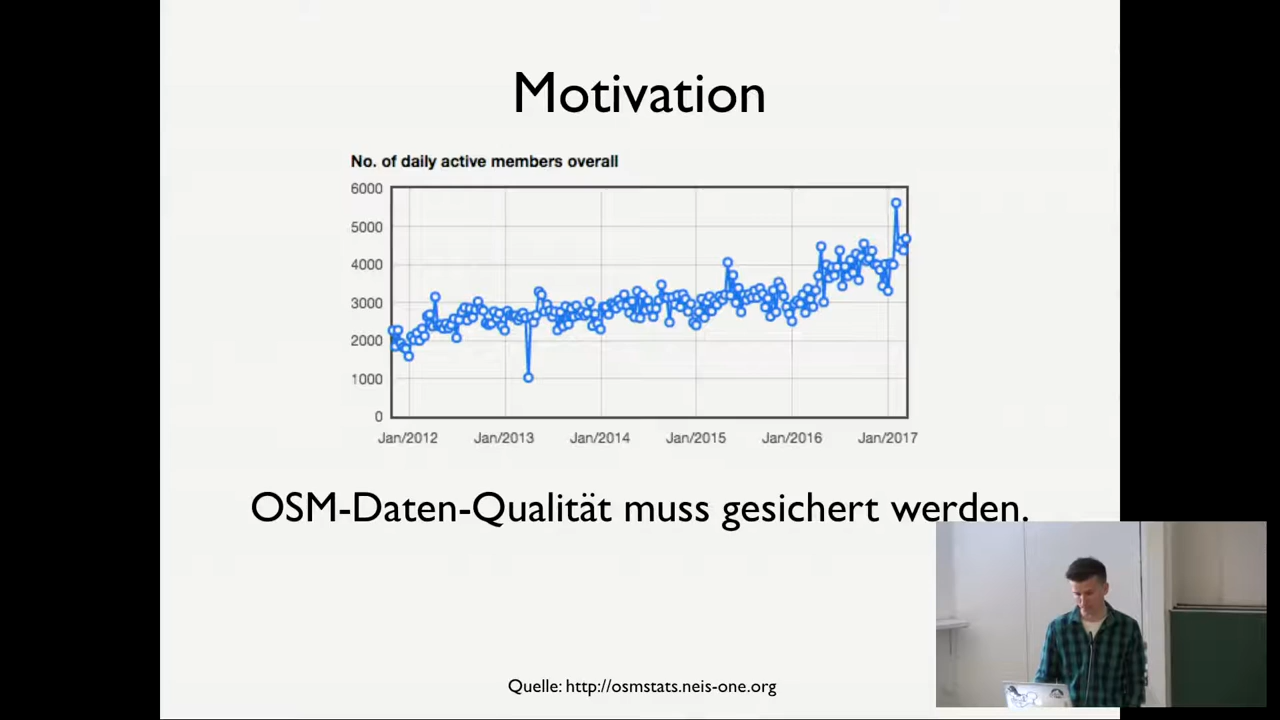 Motivation
No. of daily active members overall
6000
5000
4000
3000
2000
1000
0
Jan/2012 Jan/2013 Jan/2014 Jan/2015 Jan/2016 Jan/2017
OSM-Daten-Qualität muss gesichert werden.
Quelle: http://osmstats.neis-one.org